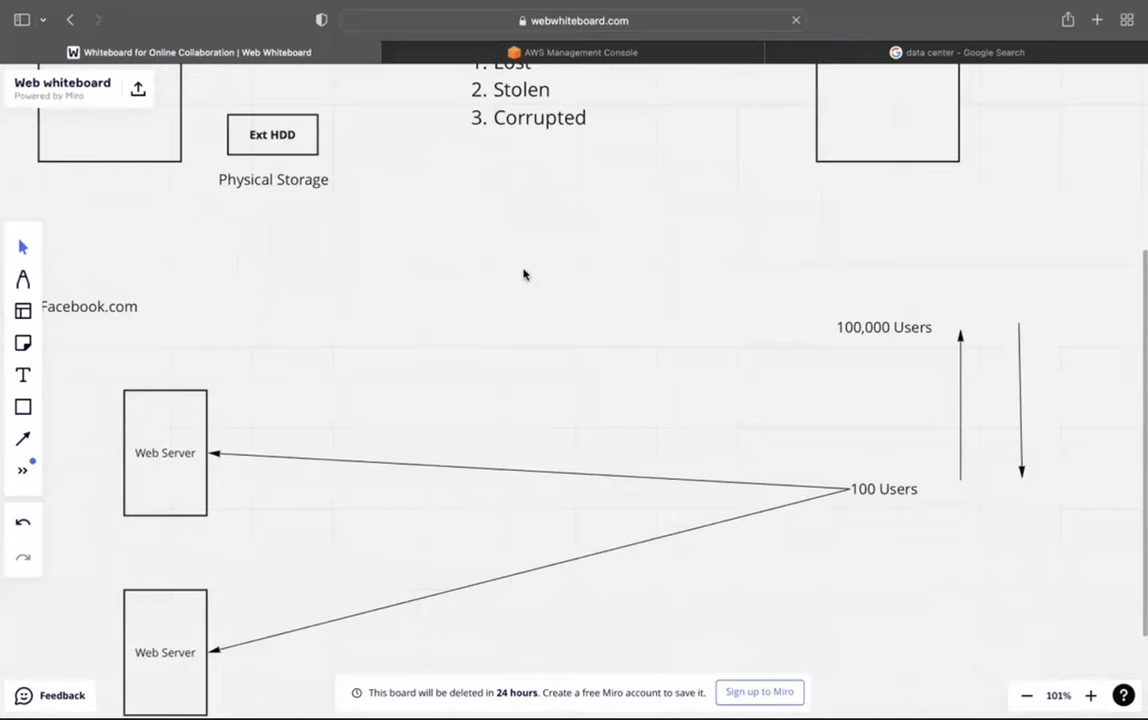 webwhiteboard.com
Whiteboard for Online Collaboration | Web Whiteboard
AWS Management Console
data center - Google Search
Web whiteboard
Powered by Miro
1. Lost
2. Stolen
3. Corrupted
Ext HDD
Physical Storage
Facebook.com
100,000 Users
Web Server
100 Users
Web Server
Feedback
This board will be deleted in 24 hours. Create a free Miro account to save it.
Sign up to Miro
101%